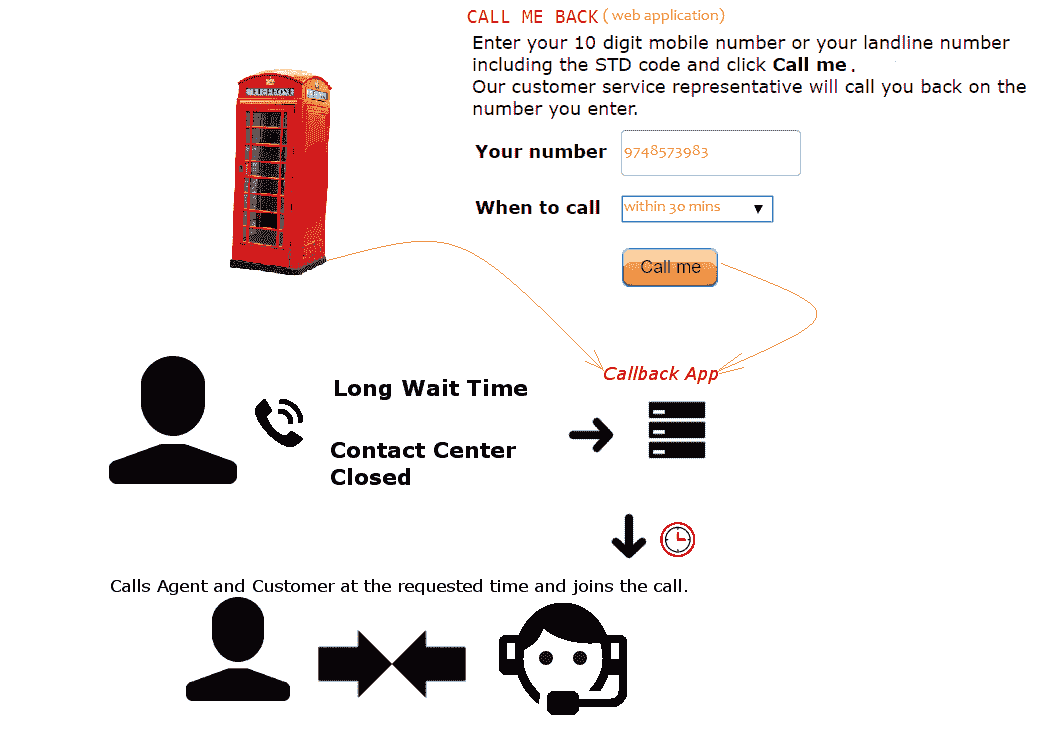 CALL ME BACK ( web application)
Enter your 10 digit mobile number or your landline number
including the STD code and click Call me .
Our customer service representative will call you back on the
number you enter.
TELEPHONE
Your number 9748573983
When to call within 30 mins
Call me
Callback App
Long Wait Time
Contact Center
Closed
Calls Agent and Customer at the requested time and joins the call.